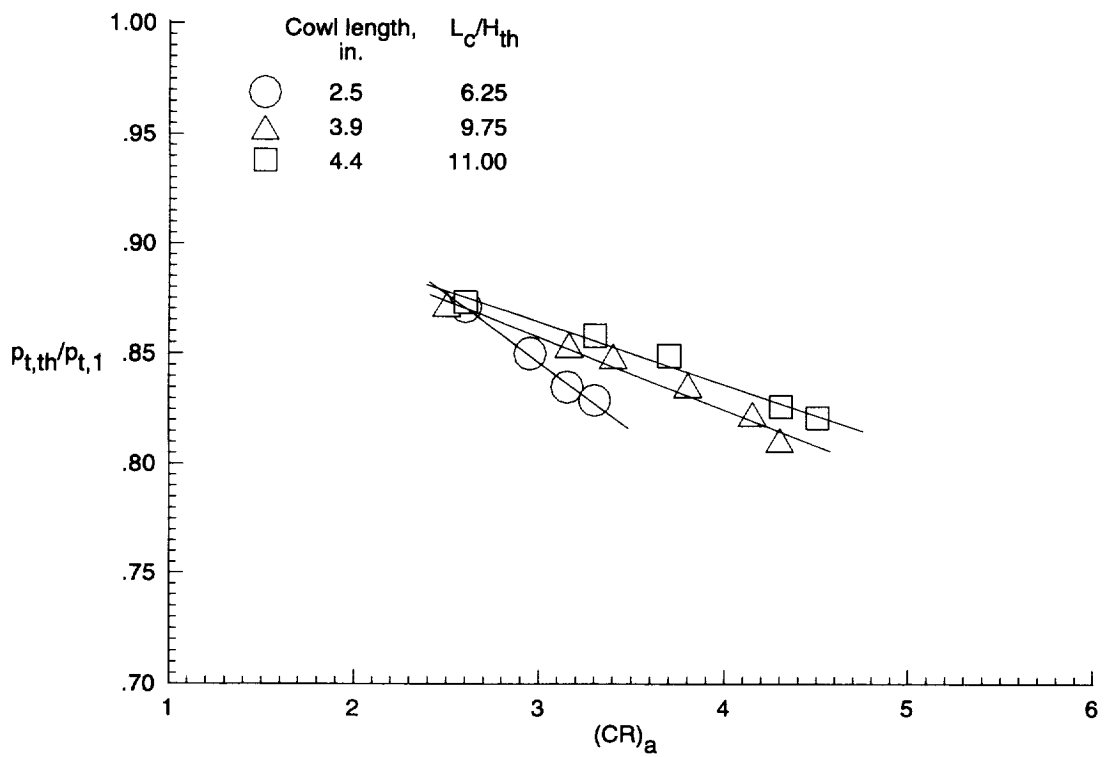 1.00
Cowl length, L_c/H_th
in.
2.5 6.25
.95
3.9 9.75
4.4 11.00
.90
p_t,th/p_t,1
.85
.80
.75
.70
1 2 3 4 5 6
(CR)_a